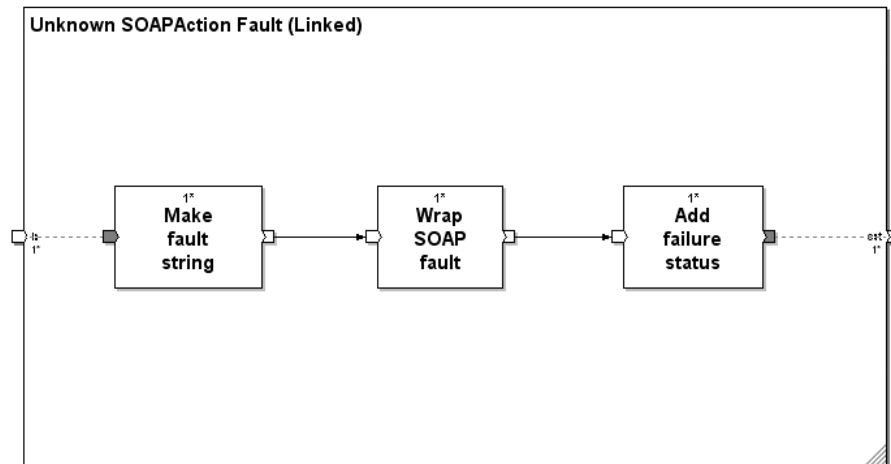 Unknown SOAPAction Fault (Linked)
1*
Make
fault
string
1*
Wrap
SOAP
fault
1*
Add
failure
status
1*
1*